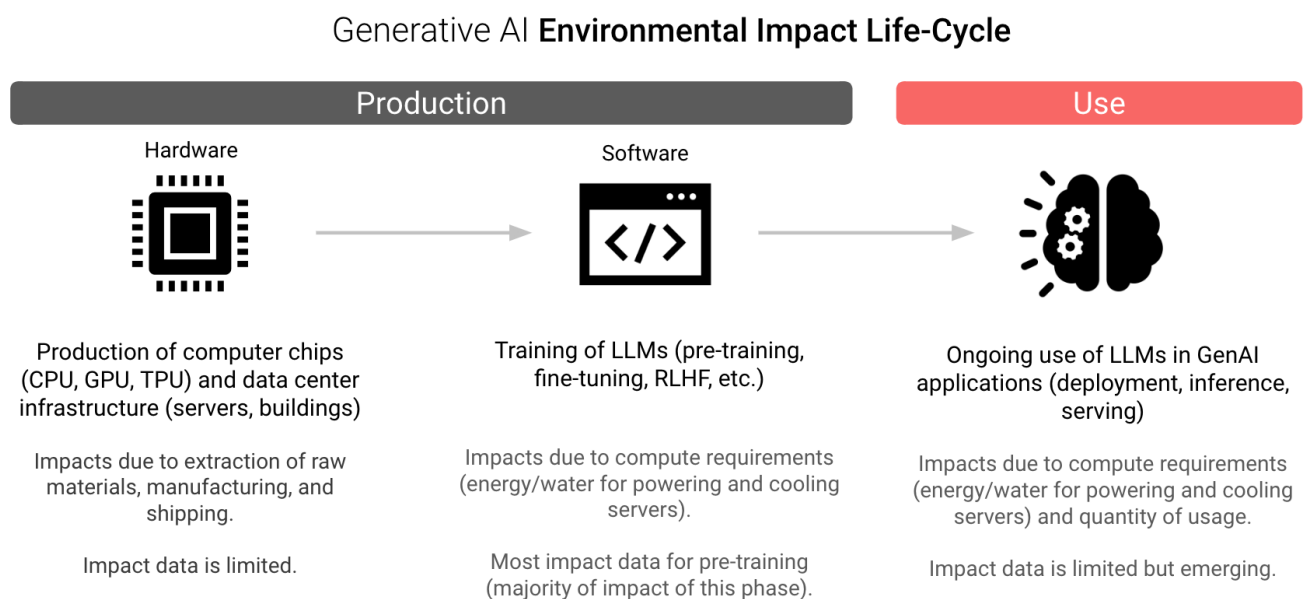 Generative AI Environmental Impact Life-Cycle
Production
Use
Hardware
Software
</>
Production of computer chips
(CPU, GPU, TPU) and data center
infrastructure (servers, buildings)
Impacts due to extraction of raw
materials, manufacturing, and
shipping.
Impact data is limited.
Training of LLMs (pre-training,
fine-tuning, RLHF, etc.)
Impacts due to compute requirements
(energy/water for powering and cooling
servers).
Most impact data for pre-training
(majority of impact of this phase).
Ongoing use of LLMs in GenAI
applications (deployment, inference,
serving)
Impacts due to compute requirements
(energy/water for powering and cooling
servers) and quantity of usage.
Impact data is limited but emerging.